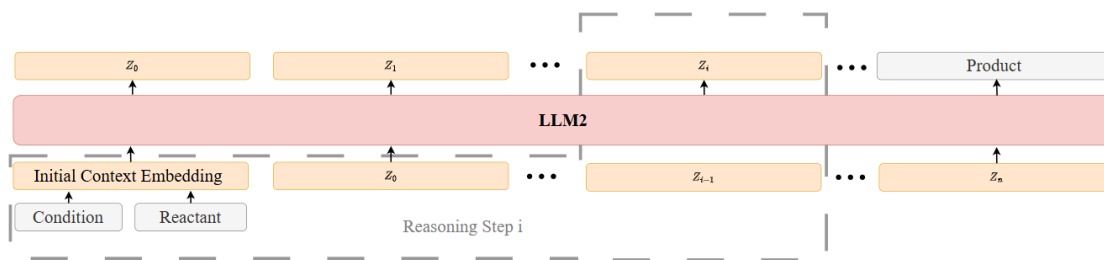 Z₀ Z₁ ••• Zᵢ ••• Product
LLM2
Initial Context Embedding Z₀ ••• Zᵢ₋₁ ••• Zₙ
Condition Reactant
Reasoning Step i